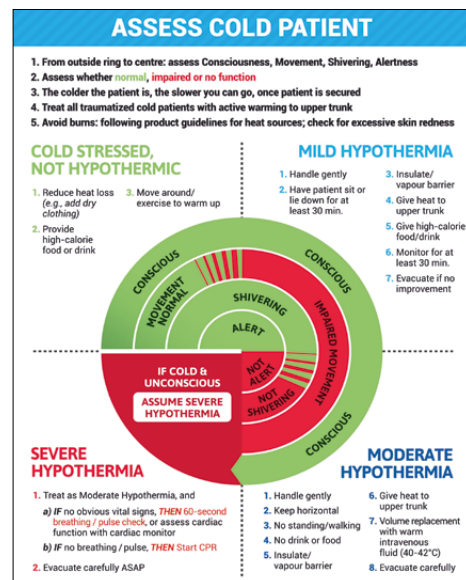 ASSESS COLD PATIENT
1. From outside ring to centre: assess Consciousness, Movement, Shivering, Alertness
2. Assess whether normal, impaired or no function
3. The colder the patient is, the slower you can go, once patient is secured
4. Treat all traumatized cold patients with active warming to upper trunk
5. Avoid burns: following product guidelines for heat sources; check for excessive skin redness
COLD STRESSED,
NOT HYPOTHERMIC
1. Reduce heat loss
(e.g., add dry
clothing)
2. Provide
high-calorie
food or drink
3. Move around/
exercise to warm up
MILD HYPOTHERMIA
1. Handle gently
2. Have patient sit or
lie down for at
least 30 min.
3. Insulate/
vapour barrier
4. Give heat to
upper trunk
5. Give high-calorie
food/drink
6. Monitor for at
least 30 min.
7. Evacuate if no
improvement
CONSCIOUS
MOVEMENT
NORMAL
SHIVERING
ALERT
CONSCIOUS
IMPAIRED MOVEMENT
NOT
ALERT
NOT SHIVERING
CONSCIOUS
IF COLD &
UNCONSCIOUS
ASSUME SEVERE
HYPOTHERMIA
SEVERE
HYPOTHERMIA
1. Treat as Moderate Hypothermia, and
a) IF no obvious vital signs, THEN 60-second
breathing / pulse check, or assess cardiac
function with cardiac monitor
b) IF no breathing / pulse, THEN Start CPR
2. Evacuate carefully ASAP
MODERATE
HYPOTHERMIA
1. Handle gently
2. Keep horizontal
3. No standing/walking
4. No drink or food
5. Insulate/
vapour barrier
6. Give heat to
upper trunk
7. Volume replacement
with warm
intravenous
fluid (40-42°C)
8. Evacuate carefully